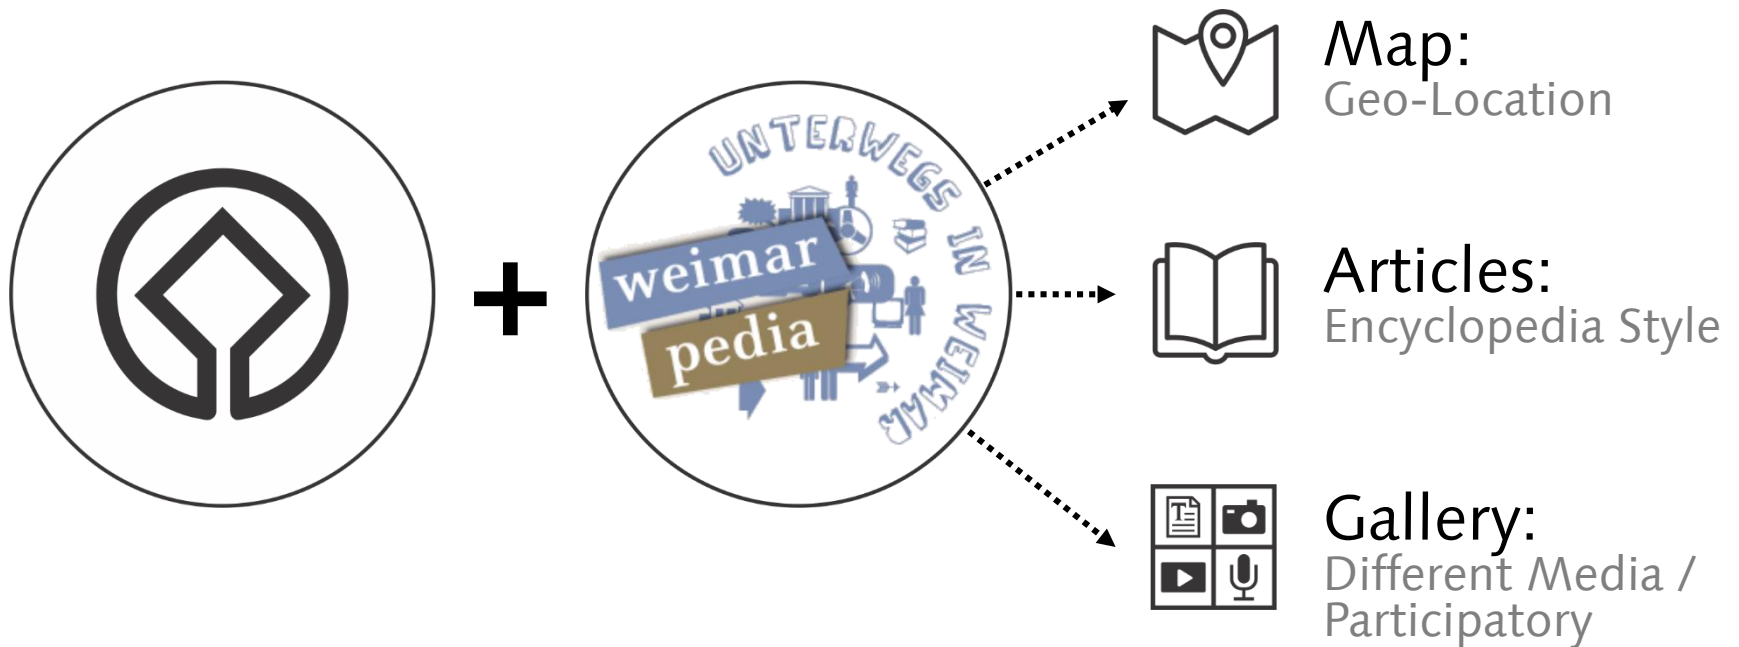 UNTERWEGS IN WEIMAR
weimar
pedia
+
Map:
Geo-Location
Articles:
Encyclopedia Style
T
Gallery:
Different Media /
Participatory